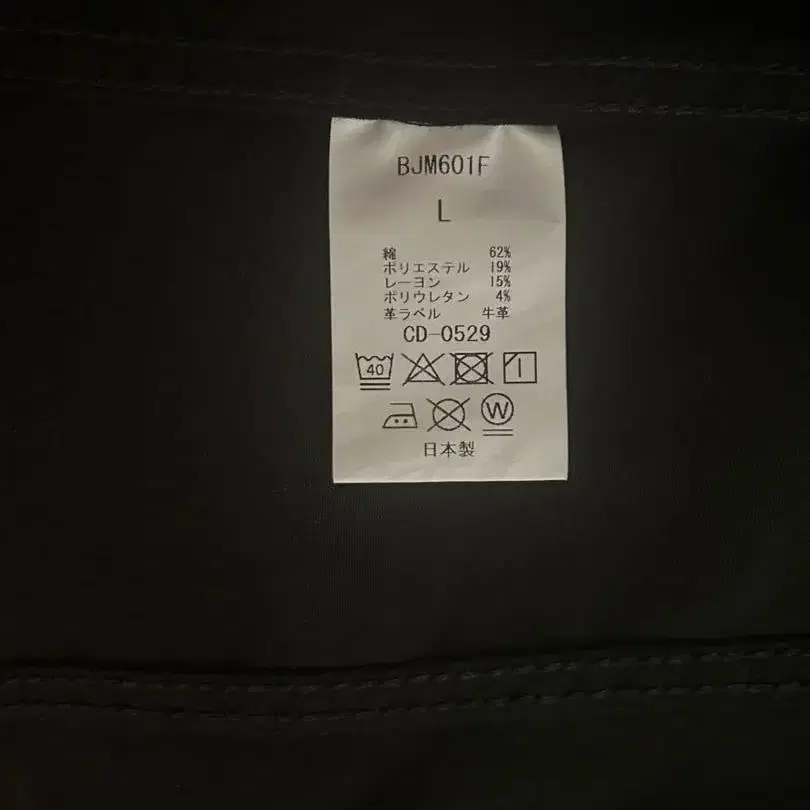 BJM601F
L
綿 62%
ポリエステル 19%
レーヨン 15%
ポリウレタン 4%
革ラベル 牛革
CD-0529
40
W
日本製